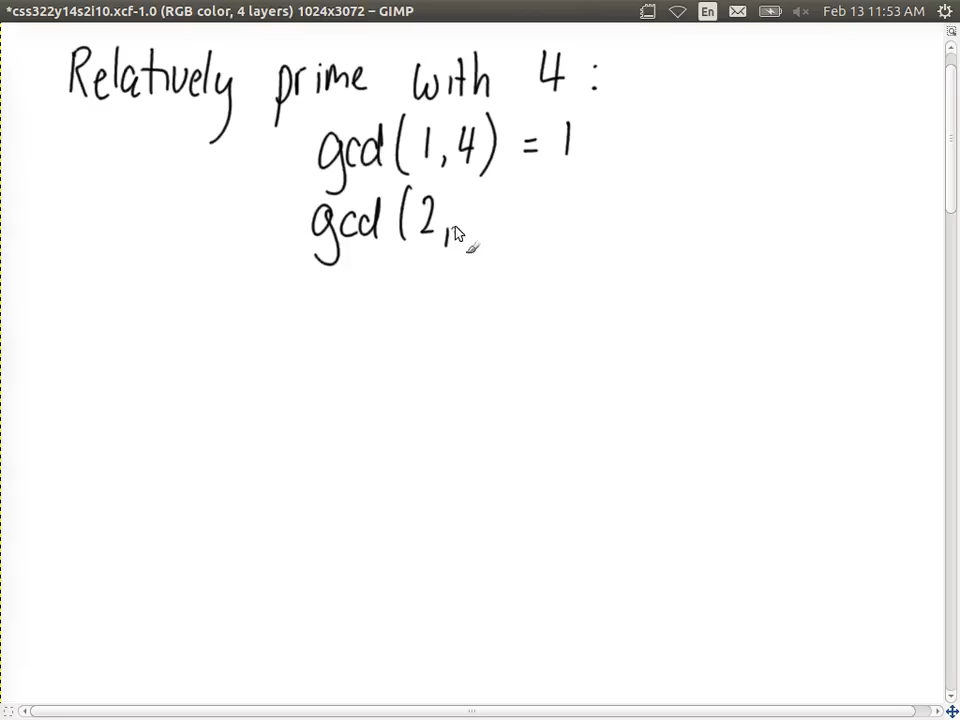 *css322y14s2i10.xcf-1.0 (RGB color, 4 layers) 1024x3072 – GIMP En Feb 13 11:53 AM
Relatively prime with 4 :
gcd(1,4) = 1
gcd(2,